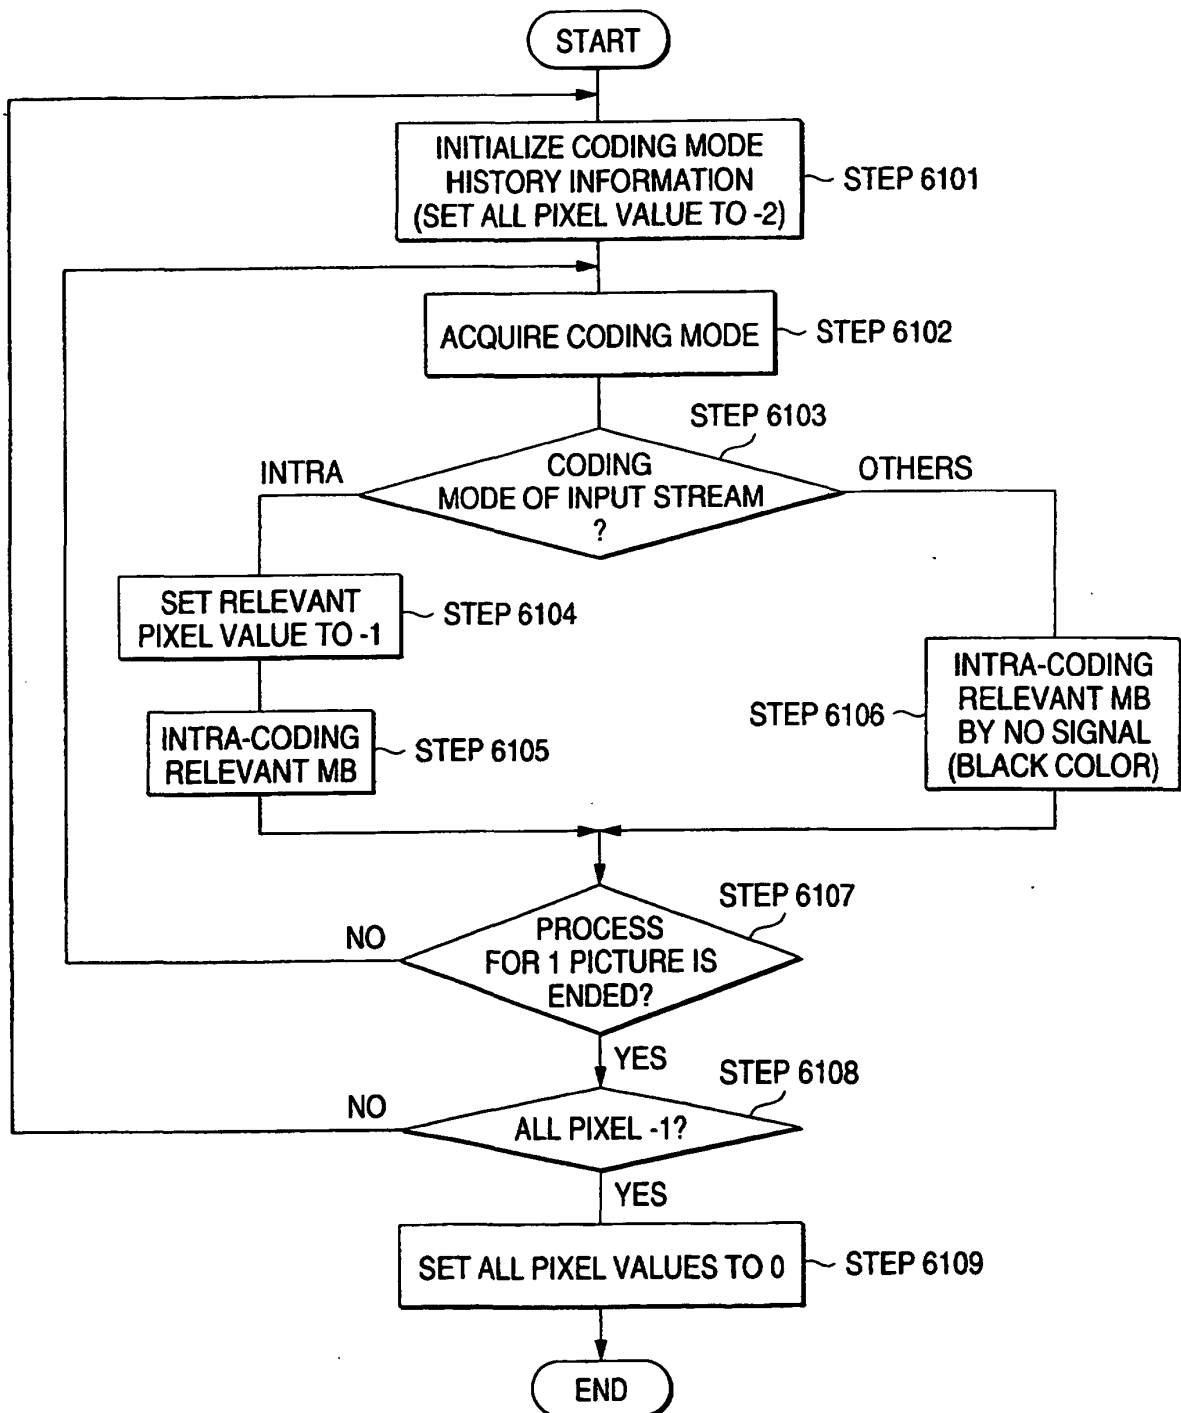 START
INITIALIZE CODING MODE
HISTORY INFORMATION
(SET ALL PIXEL VALUE TO -2)
STEP 6101
ACQUIRE CODING MODE
STEP 6102
STEP 6103
CODING
MODE OF INPUT STREAM
?
INTRA
OTHERS
SET RELEVANT
PIXEL VALUE TO -1
STEP 6104
INTRA-CODING
RELEVANT MB
STEP 6105
INTRA-CODING
RELEVANT MB
BY NO SIGNAL
(BLACK COLOR)
STEP 6106
STEP 6107
PROCESS
FOR 1 PICTURE IS
ENDED?
NO
YES
STEP 6108
ALL PIXEL -1?
NO
YES
SET ALL PIXEL VALUES TO 0
STEP 6109
END